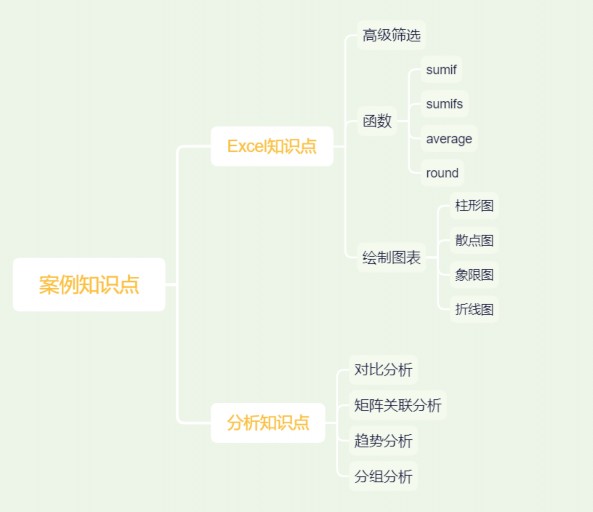 案例知识点
Excel知识点
高级筛选
函数
sumif
sumifs
average
round
绘制图表
柱形图
散点图
象限图
折线图
分析知识点
对比分析
矩阵关联分析
趋势分析
分组分析